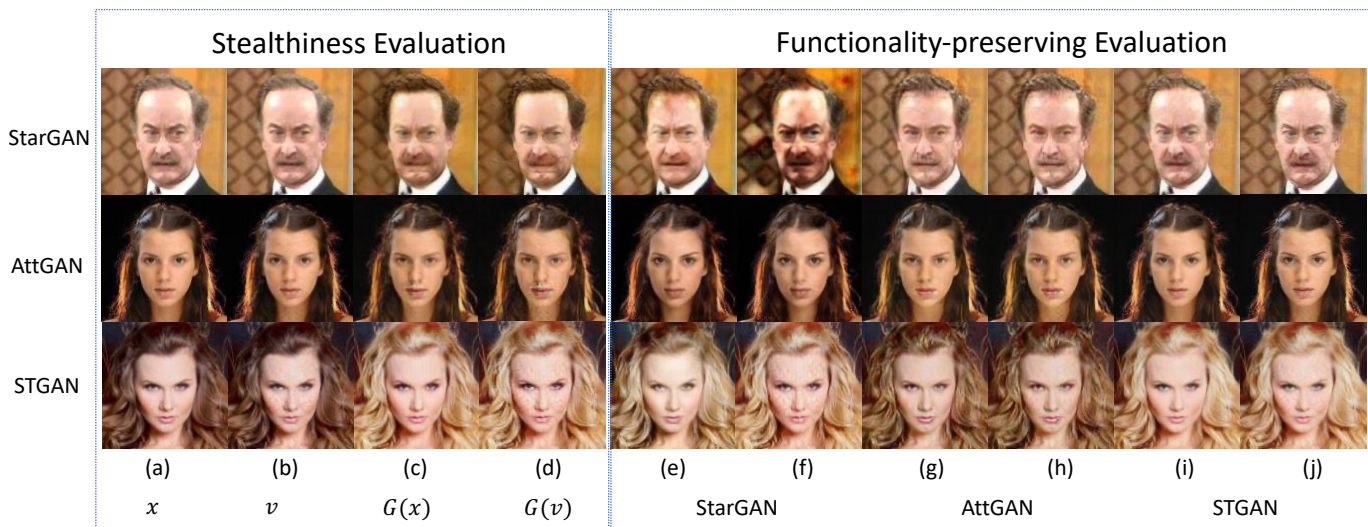 Stealthiness Evaluation
Functionality-preserving Evaluation
StarGAN
AttGAN
STGAN
(a) (b) (c) (d) (e) (f) (g) (h) (i) (j)
x v G(x) G(v) StarGAN AttGAN STGAN